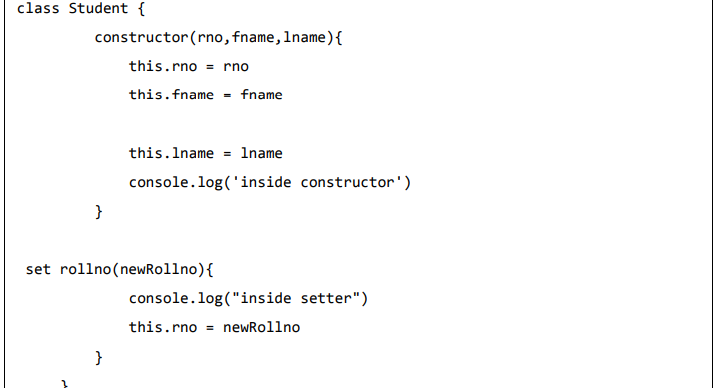 class Student {
constructor(rno,fname,lname){
this.rno = rno
this.fname = fname
this.lname = lname
console.log('inside constructor')
}
set rollno(newRollno){
console.log("inside setter")
this.rno = newRollno
}
}